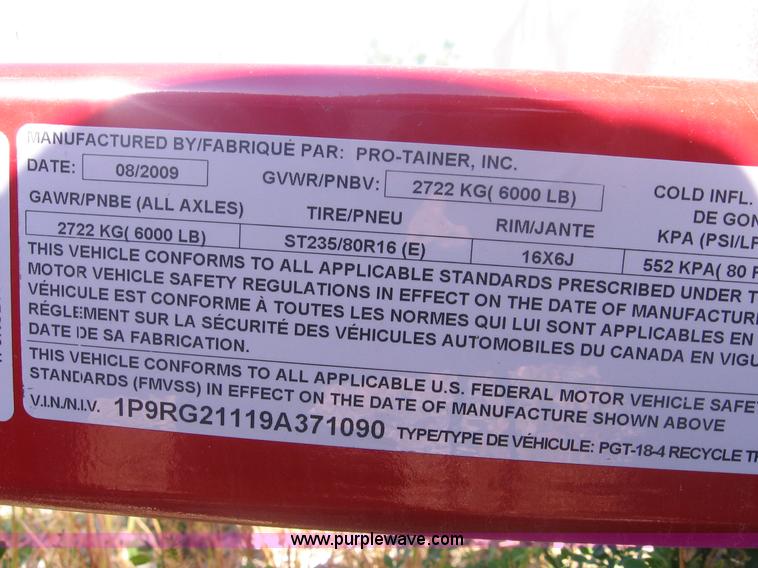 MANUFACTURED BY/FABRIQUÉ PAR: PRO-TAINER, INC.
DATE: 08/2009 GVWR/PNBV: 2722 KG( 6000 LB) COLD INFL.
DE GON
GAWR/PNBE (ALL AXLES) TIRE/PNEU RIM/JANTE KPA (PSI/LP
2722 KG( 6000 LB) ST235/80R16 (E) 16X6J 552 KPA( 80 P
THIS VEHICLE CONFORMS TO ALL APPLICABLE STANDARDS PRESCRIBED UNDER T
MOTOR VEHICLE SAFETY REGULATIONS IN EFFECT ON THE DATE OF MANUFACTURE
VÉHICULE EST CONFORME À TOUTES LES NORMES QUI LUI SONT APPLICABLES EN
RÉGLEMENT SUR LA SÉCURITÉ DES VÉHICULES AUTOMOBILES DU CANADA EN VIGU
DATE DE SA FABRICATION.
THIS VEHICLE CONFORMS TO ALL APPLICABLE U.S. FEDERAL MOTOR VEHICLE SAFE
STANDARDS (FMVSS) IN EFFECT ON THE DATE OF MANUFACTURE SHOWN ABOVE
V.I.N./N.I.V. 1P9RG21119A371090 TYPE/TYPE DE VÉHICULE: PGT-18-4 RECYCLE TR
www.purplewave.com